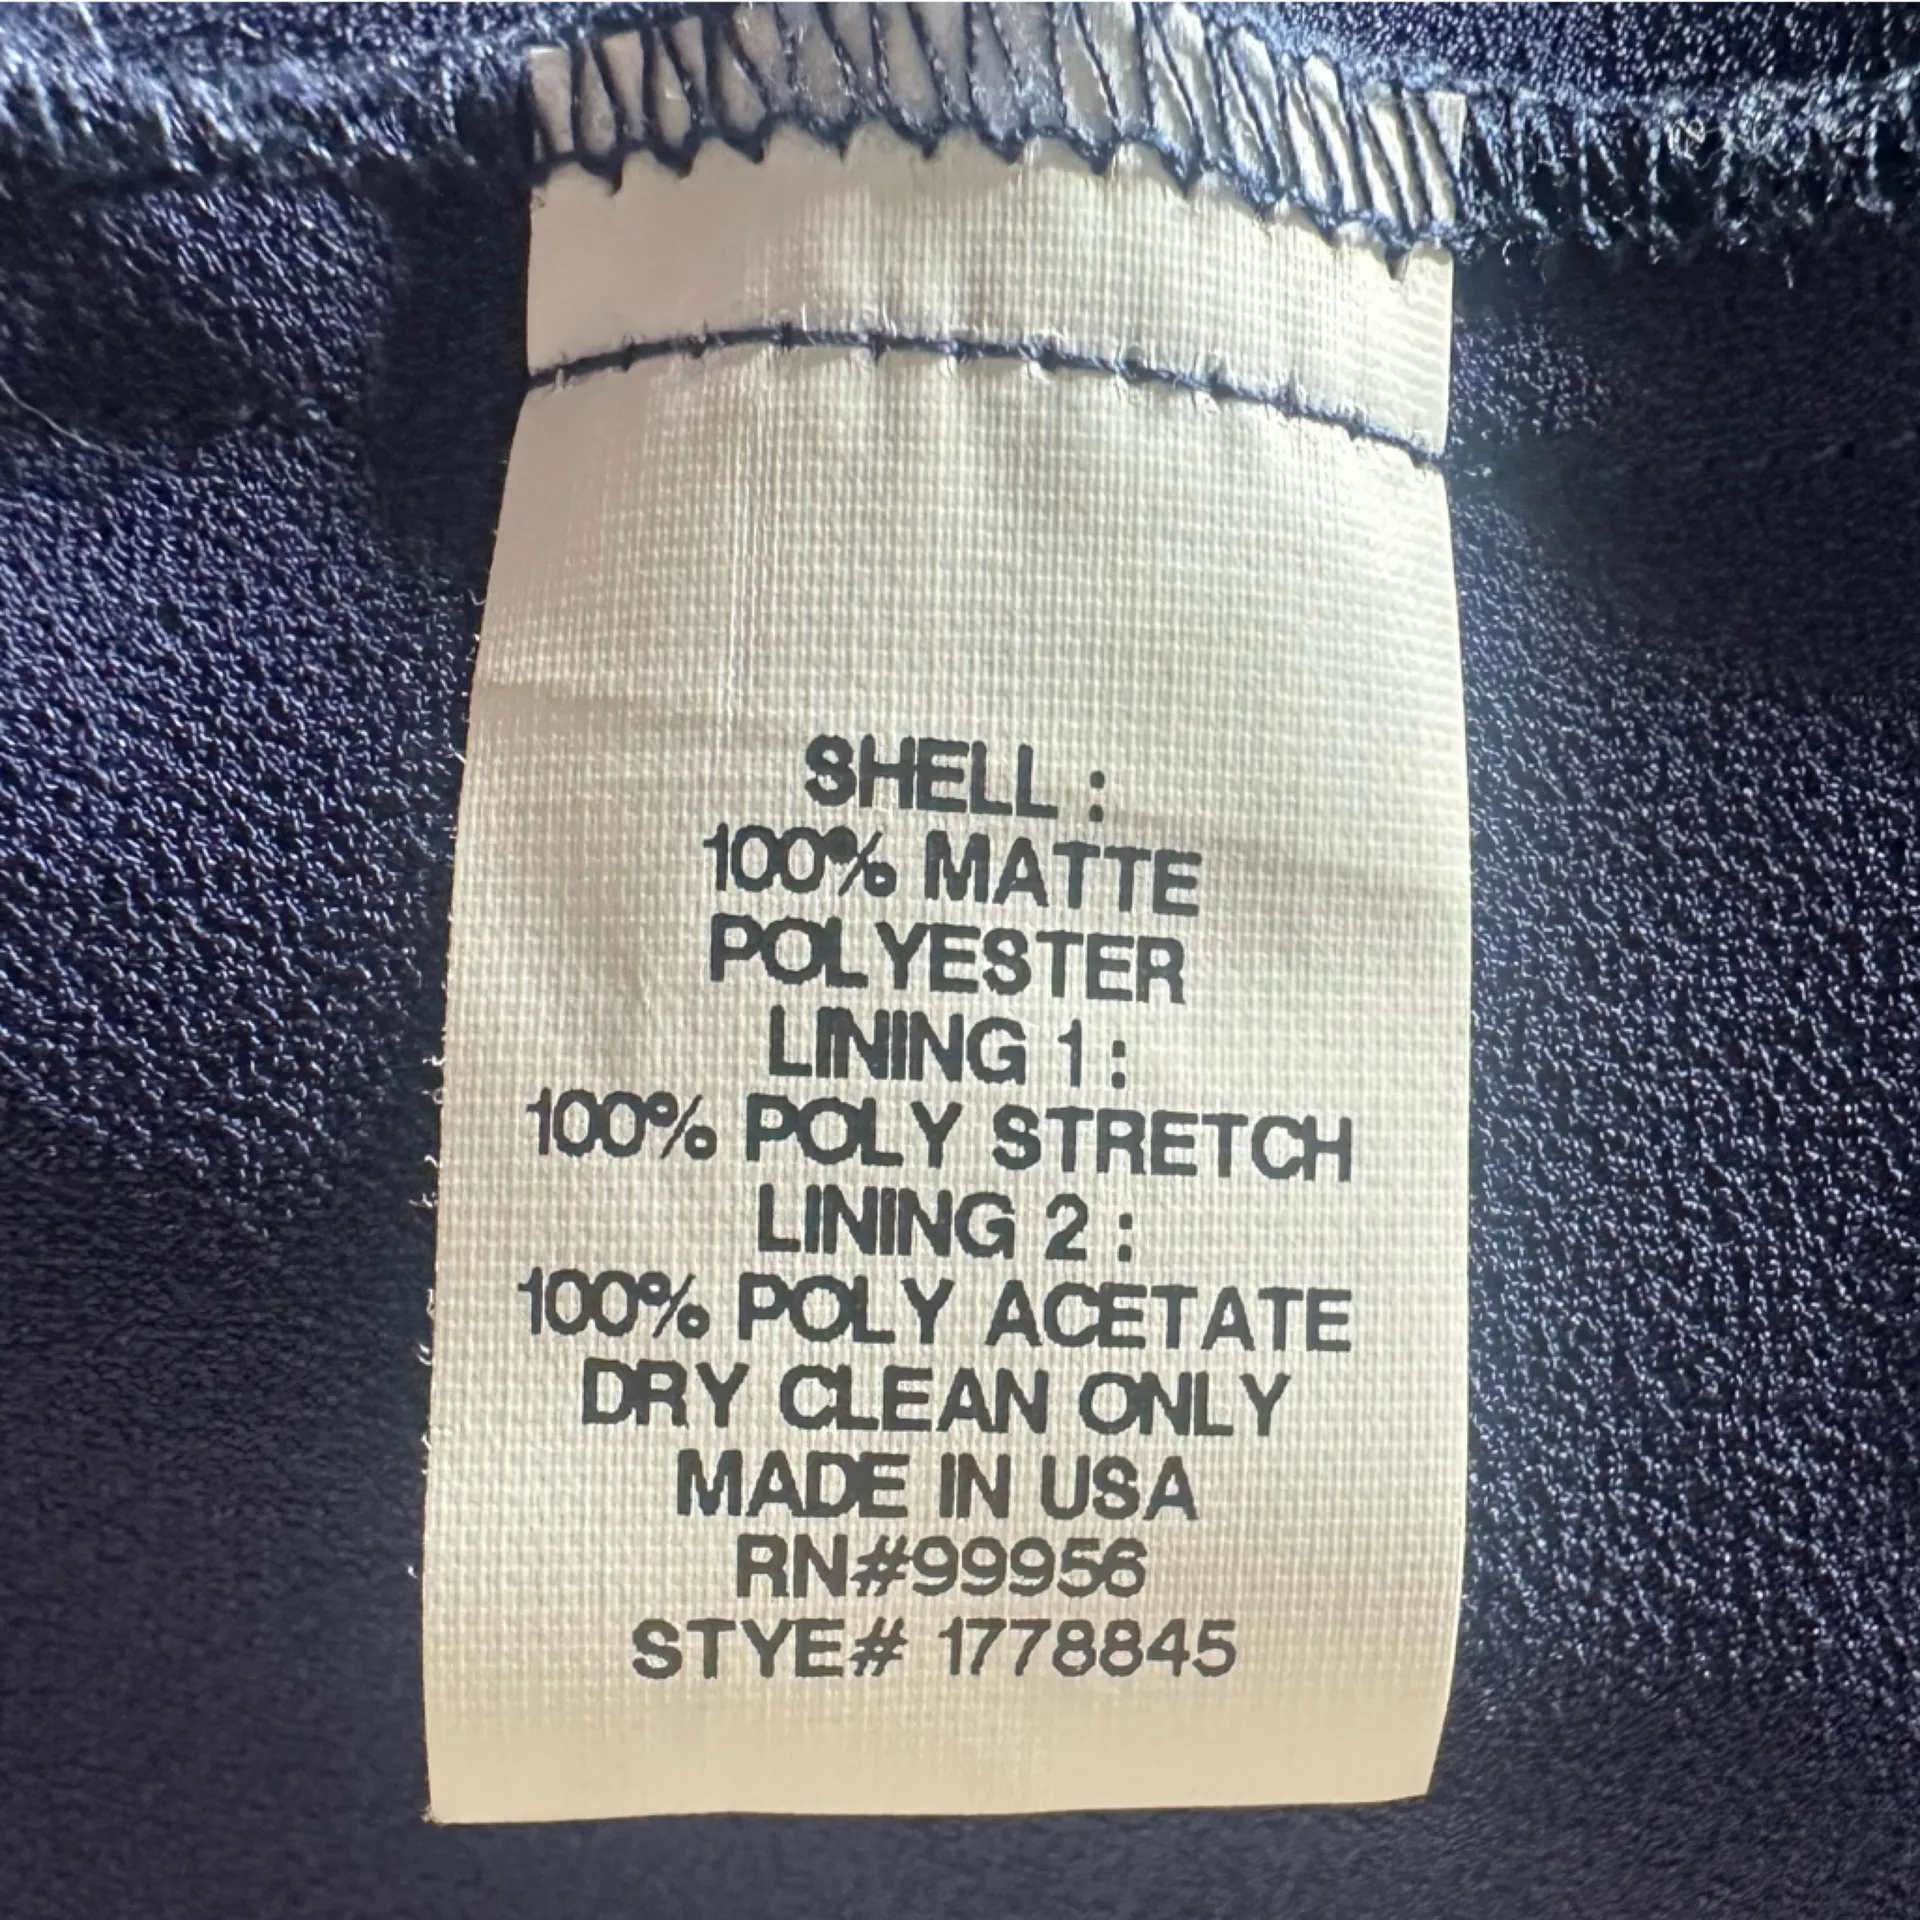 SHELL :
100% MATTE
POLYESTER
LINING 1 :
100% POLY STRETCH
LINING 2 :
100% POLY ACETATE
DRY CLEAN ONLY
MADE IN USA
RN#99956
STYE# 1778845